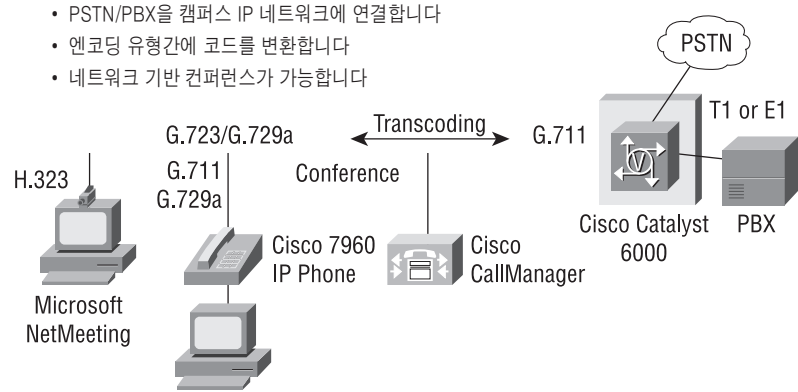 • PSTN/PBX을 캠퍼스 IP 네트워크에 연결합니다
• 엔코딩 유형간에 코드를 변환합니다
• 네트워크 기반 컨퍼런스가 가능합니다
PSTN
T1 or E1
G.723/G.729a
Transcoding
G.711
H.323
G.711
G.729a
Conference
V
Cisco 7960
IP Phone
Cisco
CallManager
Cisco Catalyst
6000
PBX
Microsoft
NetMeeting